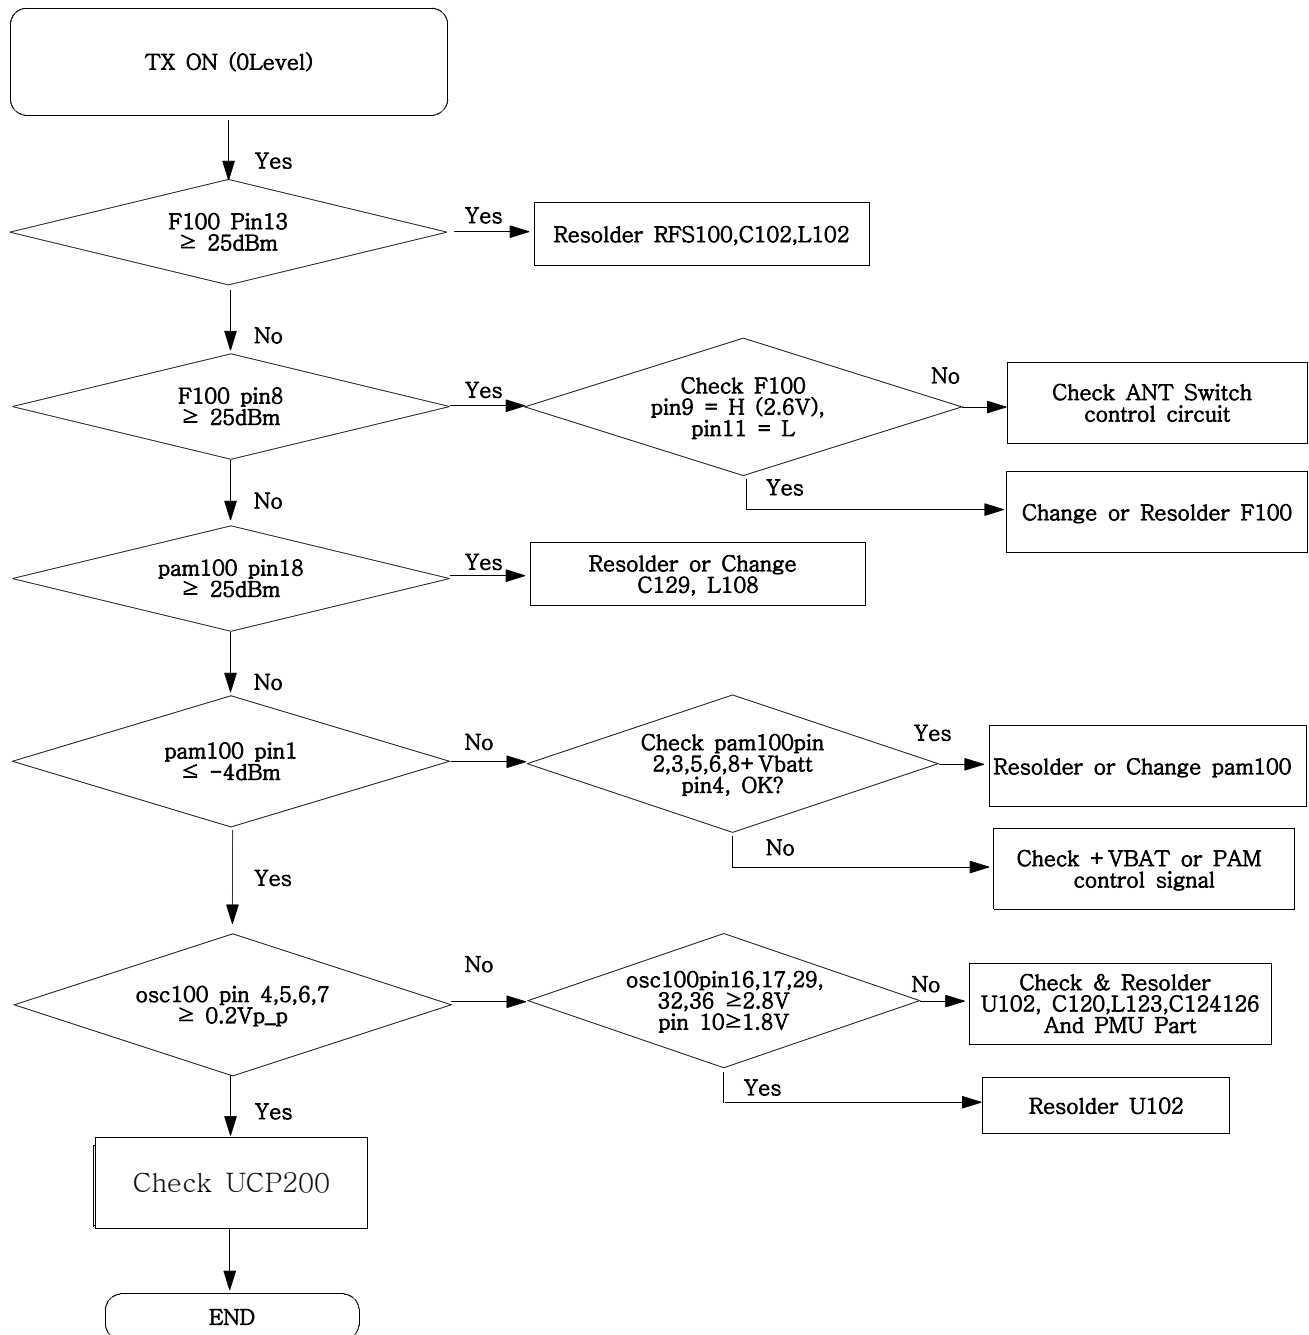 TX ON (0Level)
Yes
F100 Pin13
≥ 25dBm
Yes
Resolder RFS100,C102,L102
No
F100 pin8
≥ 25dBm
Yes
Check F100
pin9 = H (2.6V),
pin11 = L
No
Check ANT Switch
control circuit
Yes
Change or Resolder F100
No
pam100 pin18
≥ 25dBm
Yes
Resolder or Change
C129, L108
No
pam100 pin1
≤ -4dBm
No
Check pam100pin
2,3,5,6,8+Vbatt
pin4, OK?
Yes
Resolder or Change pam100
No
Check +VBAT or PAM
control signal
Yes
osc100 pin 4,5,6,7
≥ 0.2Vp_p
No
osc100pin16,17,29,
32,36 ≥2.8V
pin 10≥1.8V
No
Check & Resolder
U102, C120,L123,C124126
And PMU Part
Yes
Resolder U102
Yes
Check UCP200
END